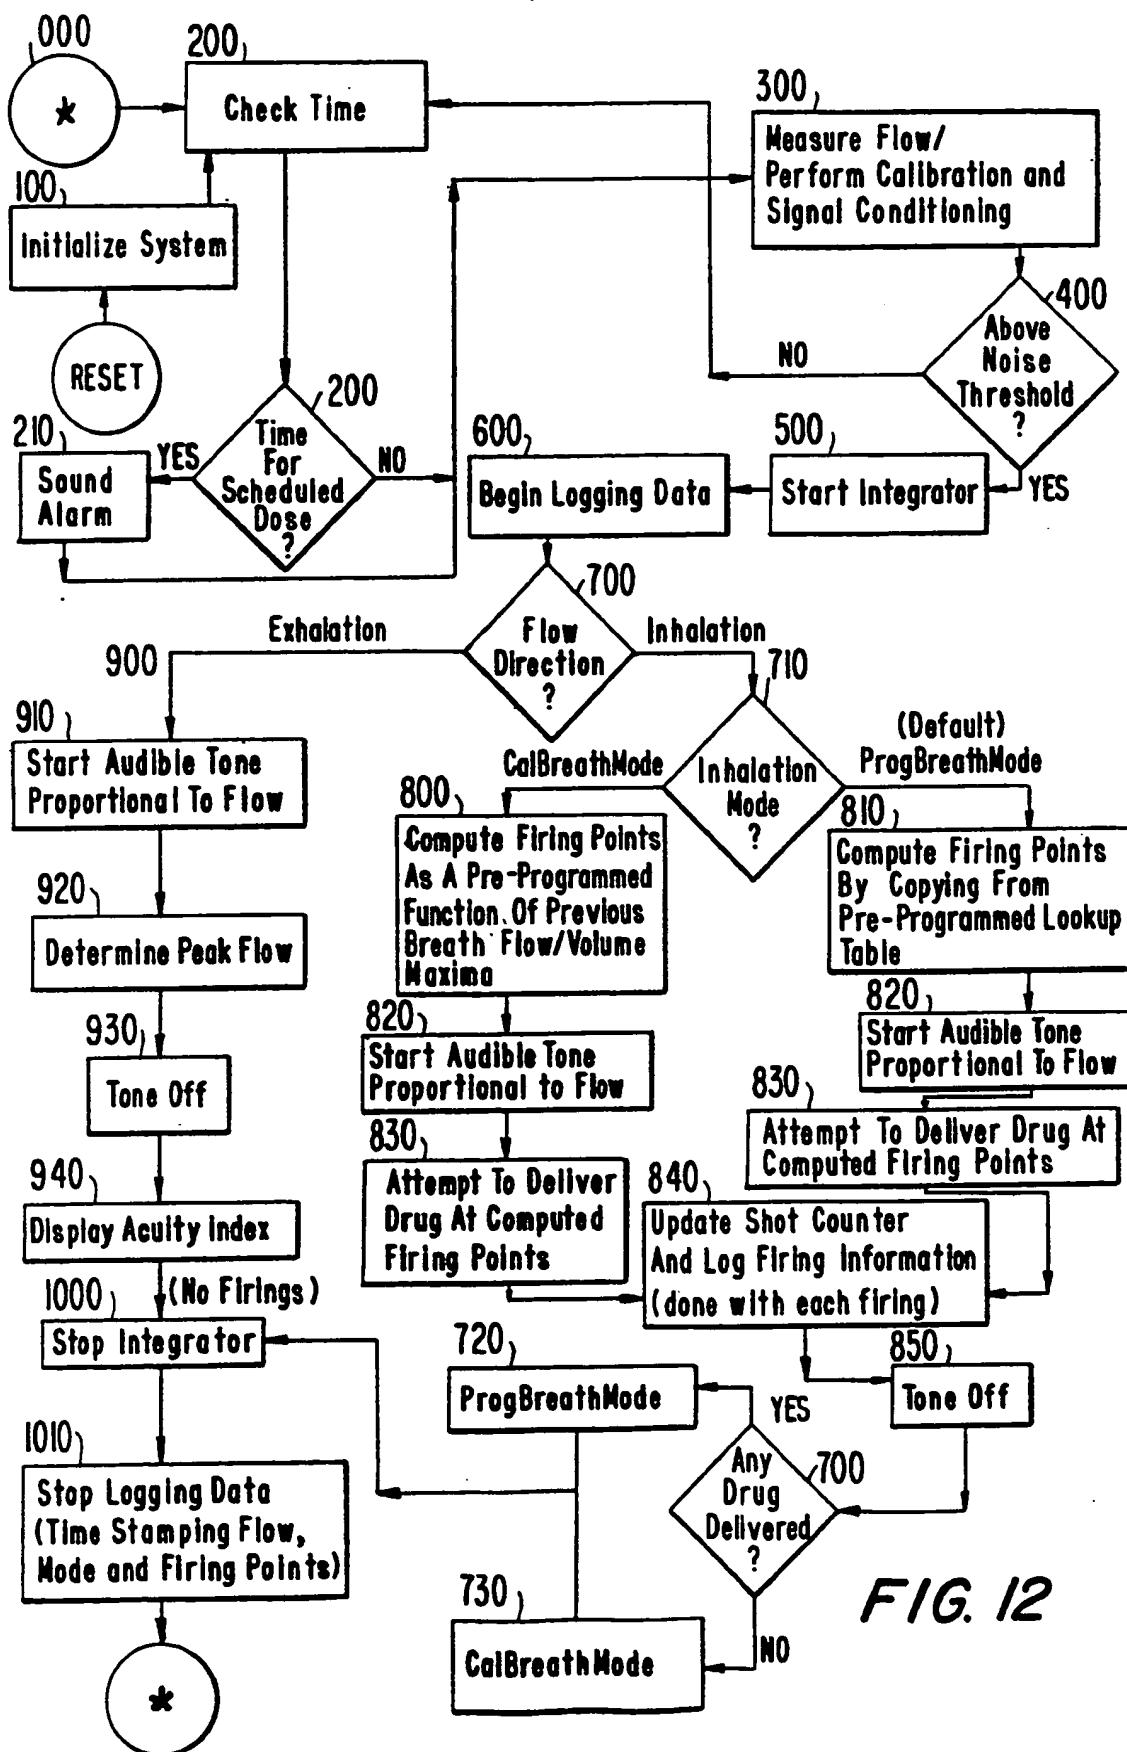 000
*
200
Check Time
100
Initialize System
RESET
300
Measure Flow/
Perform Calibration and
Signal Conditioning
400
Above
Noise
Threshold
?
NO
YES
200
Time
For
Scheduled
Dose
?
YES
NO
210
Sound
Alarm
500
Start Integrator
600
Begin Logging Data
700
Flow
Direction
?
Exhalation
Inhalation
900
910
Start Audible Tone
Proportional To Flow
920
Determine Peak Flow
930
Tone Off
940
Display Acuity Index
(No Firings)
1000
Stop Integrator
1010
Stop Logging Data
(Time Stamping Flow,
Mode and Firing Points)
*
710
Inhalation
Mode
?
CalBreathMode
(Default)
ProgBreathMode
800
Compute Firing Points
As A Pre-Programmed
Function Of Previous
Breath Flow/Volume
Maxima
820
Start Audible Tone
Proportional to Flow
830
Attempt To Deliver
Drug At Computed
Firing Points
810
Compute Firing Points
By Copying From
Pre-Programmed Lookup
Table
820
Start Audible Tone
Proportional To Flow
830
Attempt To Deliver Drug At
Computed Firing Points
840
Update Shot Counter
And Log Firing Information
(done with each firing)
850
Tone Off
700
Any
Drug
Delivered
?
YES
NO
720
ProgBreathMode
730
CalBreathMode
FIG. 12